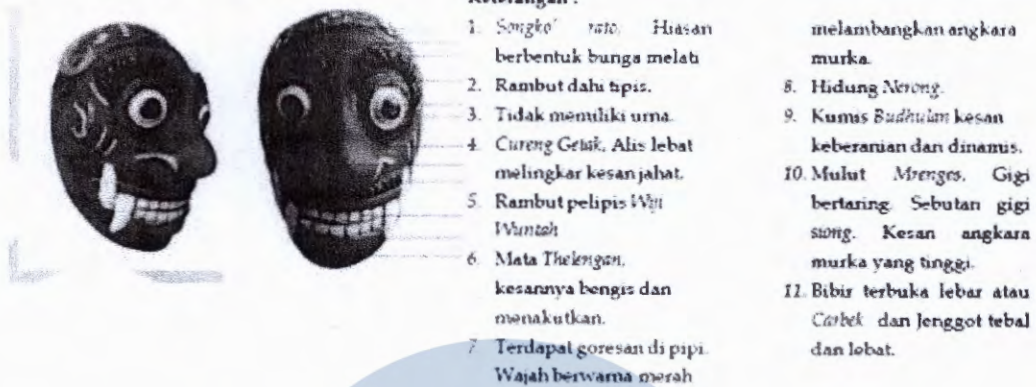 Keterangan :
1. Songko' rato, Hiasan
berbentuk bunga melati
2. Rambut dahi tipis.
3. Tidak memiliki urna.
4. Cureng Getak, Alis lebat
melingkar kesan jahat.
5. Rambut pelipis Wiji
Wuntah
6. Mata Thelengan,
kesannya bengis dan
menakutkan.
7. Terdapat goresan di pipi.
Wajah berwarna merah
melambangkan angkara
murka.
8. Hidung Nerong.
9. Kumis Budhulan kesan
keberanian dan dinamis.
10. Mulut Mrenges. Gigi
bertaring. Sebutan gigi
siong. Kesan angkara
murka yang tinggi.
11. Bibir terbuka lebar atau
Carbek dan Jenggot tebal
dan lebat.